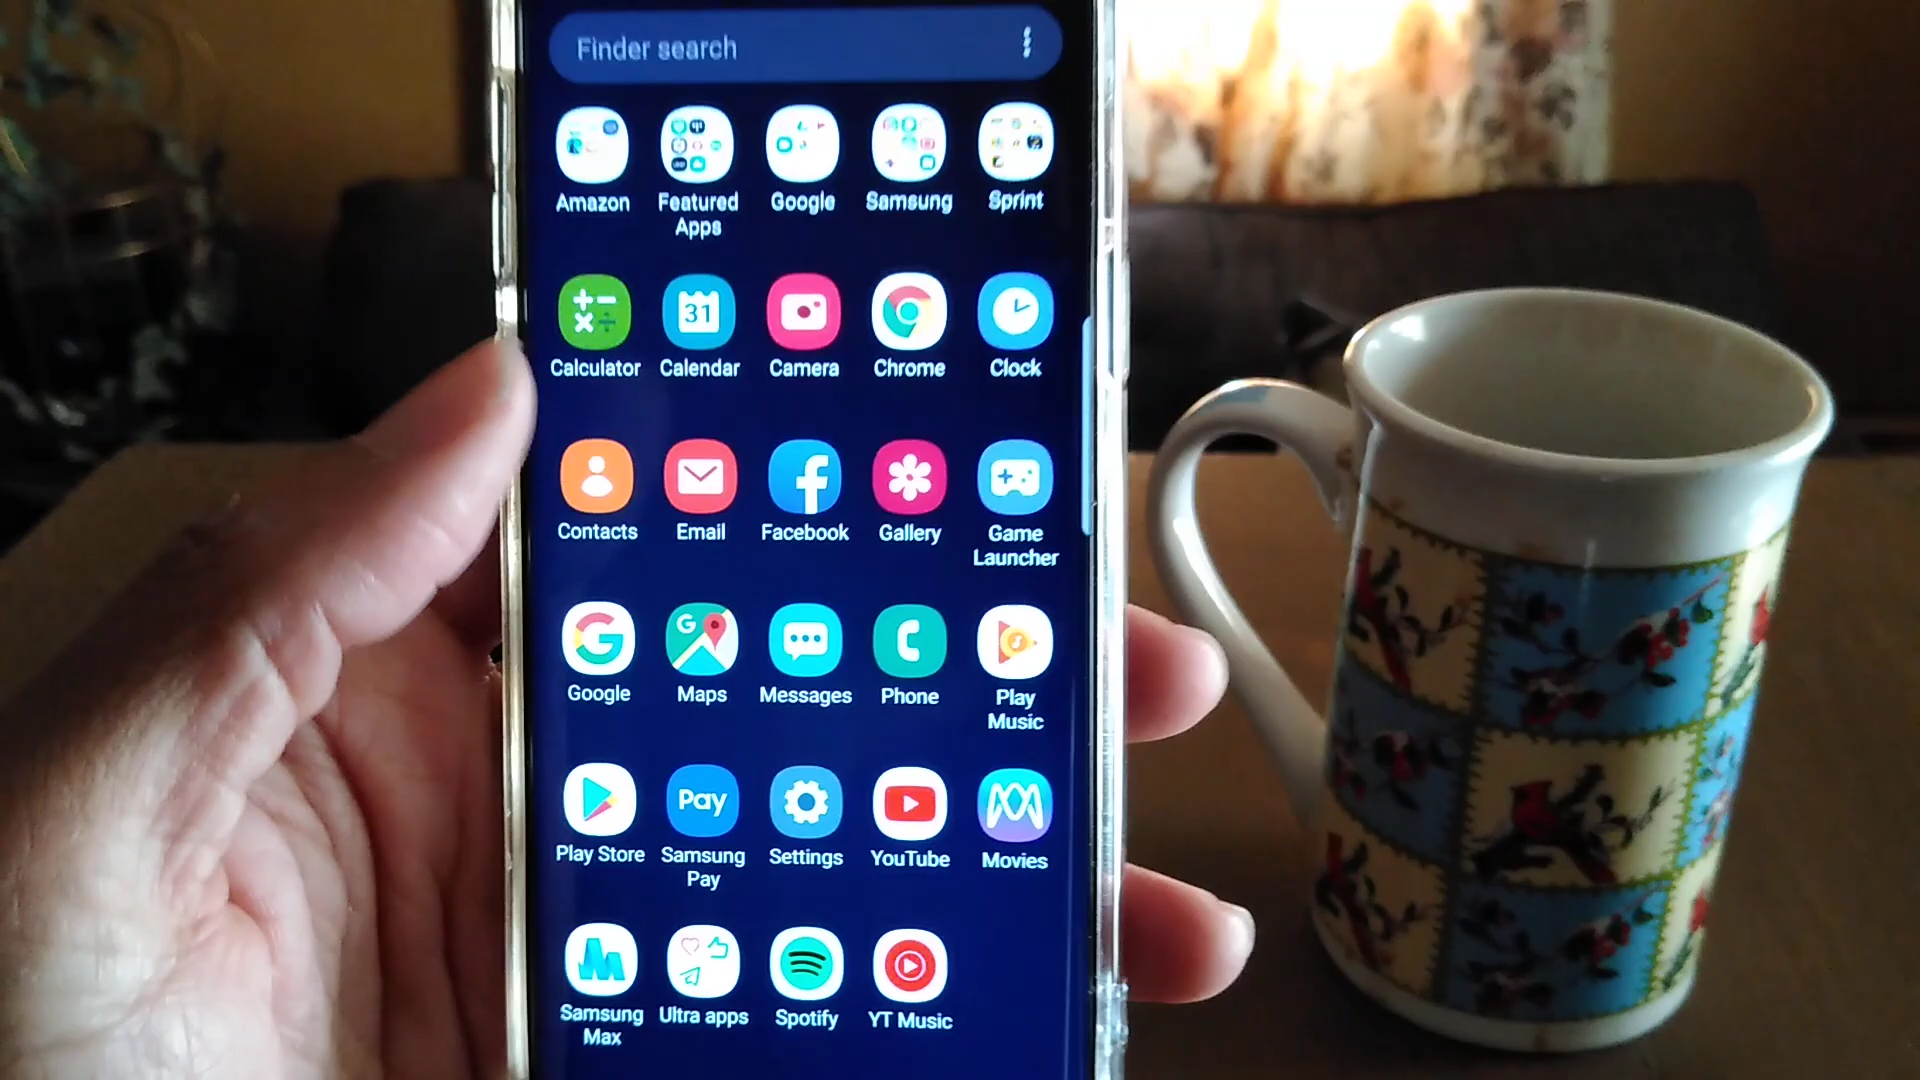 Finder search
Amazon
Featured
Apps
Google
Samsung
Sprint
31
Calculator
Calendar
Camera
Chrome
Clock
Contacts
Email
Facebook
Gallery
Game
Launcher
G
Google
Maps
Messages
Phone
Play
Music
Pay
Play Store
Samsung
Pay
Settings
YouTube
Movies
Samsung
Max
Ultra apps
Spotify
YT Music